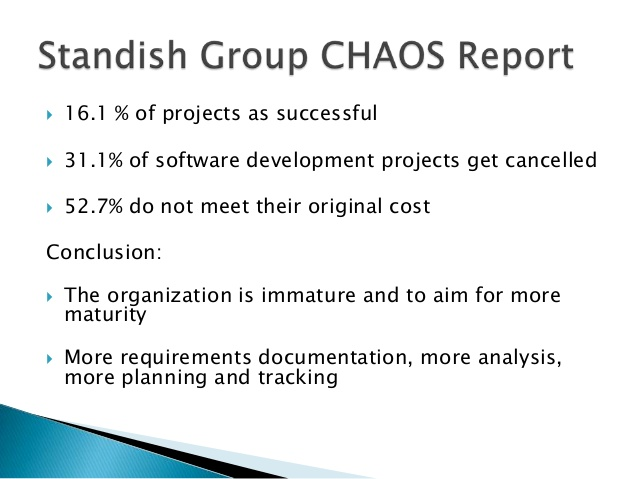 Standish Group CHAOS Report
16.1 % of projects as successful
31.1% of software development projects get cancelled
52.7% do not meet their original cost
Conclusion:
The organization is immature and to aim for more
maturity
More requirements documentation, more analysis,
more planning and tracking